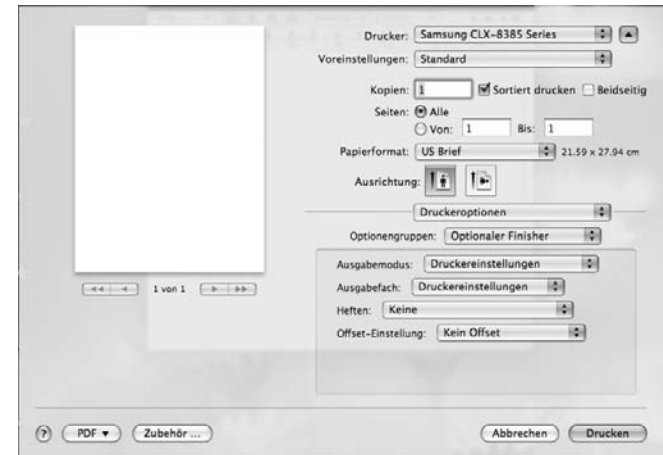 Drucker: Samsung CLX-8385 Series
Voreinstellungen: Standard
Kopien: 1 Sortiert drucken Beidseitig
Seiten: Alle
Von: 1 Bis: 1
Papierformat: US Brief 21.59 x 27.94 cm
Ausrichtung:
Druckeroptionen
Optionengruppen: Optionaler Finisher
Ausgabemodus: Druckereinstellungen
Ausgabefach: Druckereinstellungen
Heften: Keine
Offset-Einstellung: Kein Offset
1 von 1
? PDF Zubehör ... Abbrechen Drucken